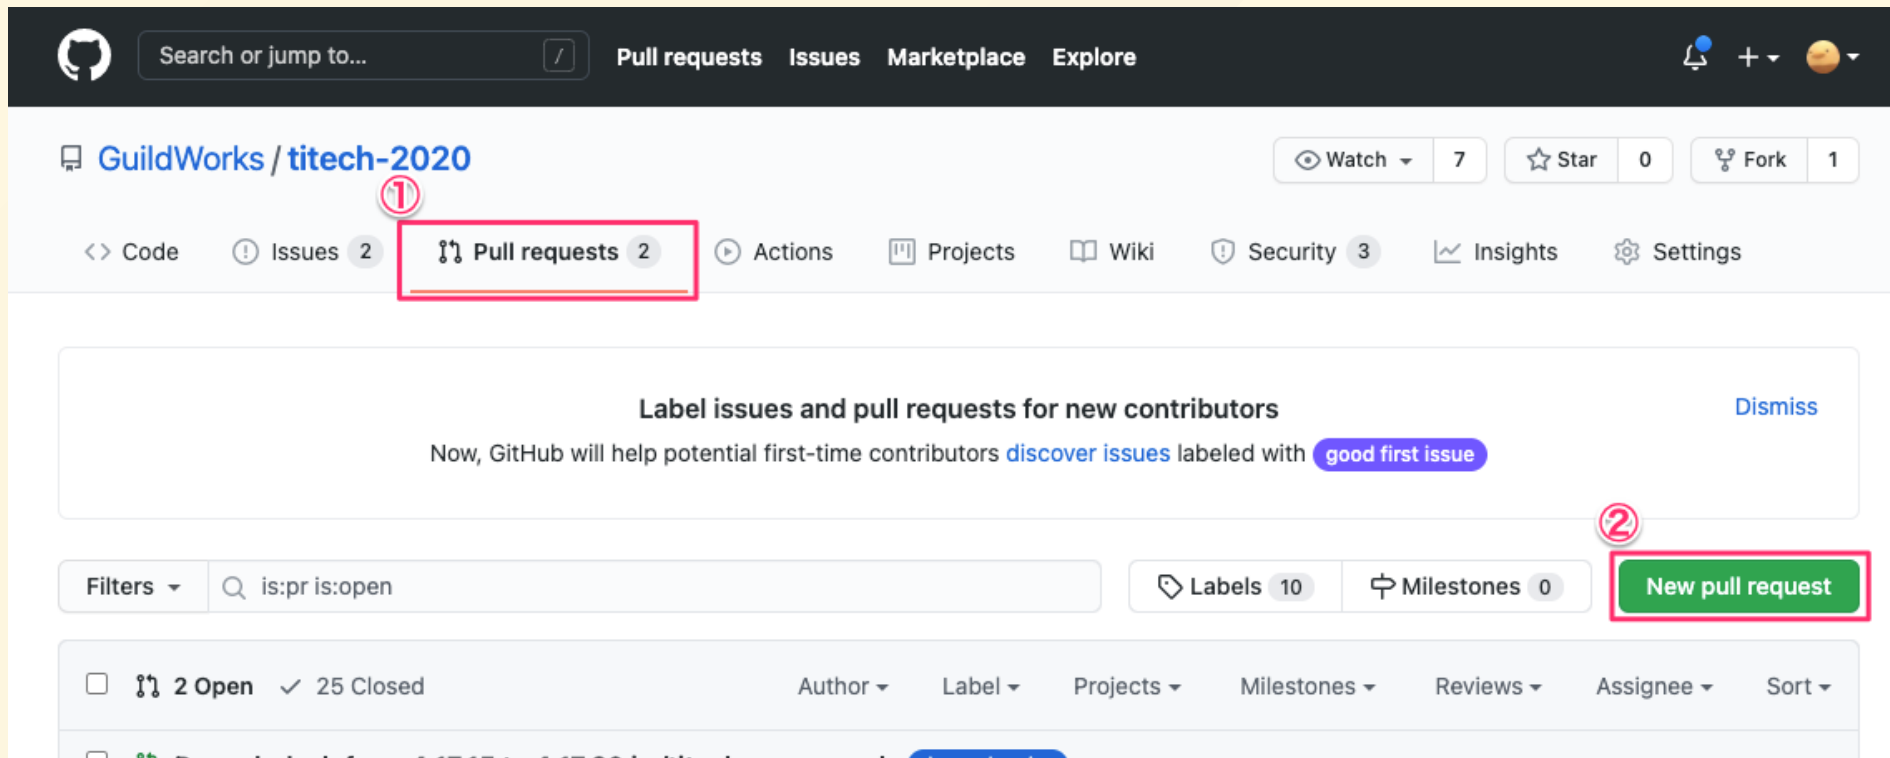 Search or jump to... / Pull requests Issues Marketplace Explore
GuildWorks / titech-2020 Watch 7 Star 0 Fork 1
①
Code Issues 2 Pull requests 2 Actions Projects Wiki Security 3 Insights Settings
Label issues and pull requests for new contributors Dismiss
Now, GitHub will help potential first-time contributors discover issues labeled with good first issue
②
Filters is:pr is:open Labels 10 Milestones 0 New pull request
2 Open 25 Closed Author Label Projects Milestones Reviews Assignee Sort